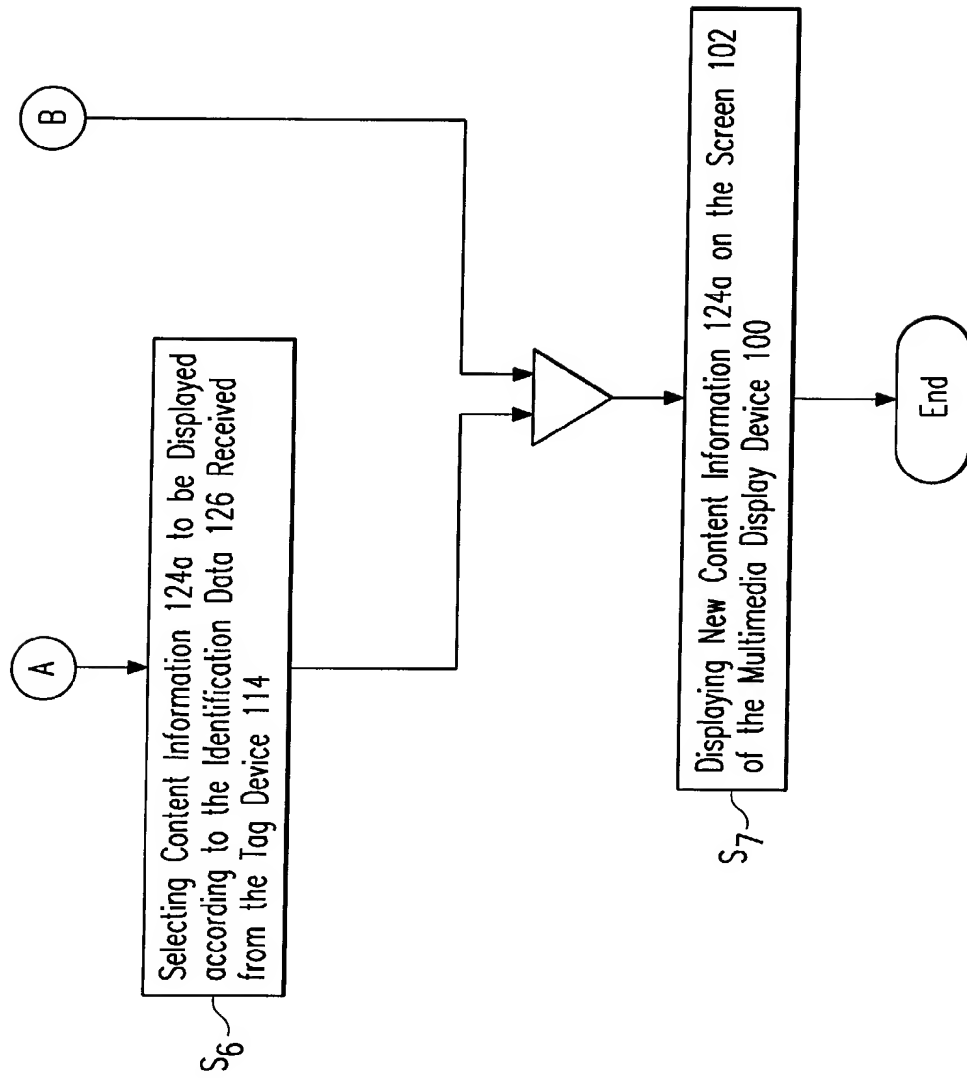 A
B
S6
Selecting Content Information 124a to be Displayed
according to the Identification Data 126 Received
from the Tag Device 114
S7
Displaying New Content Information 124a on the Screen 102
of the Multimedia Display Device 100
End